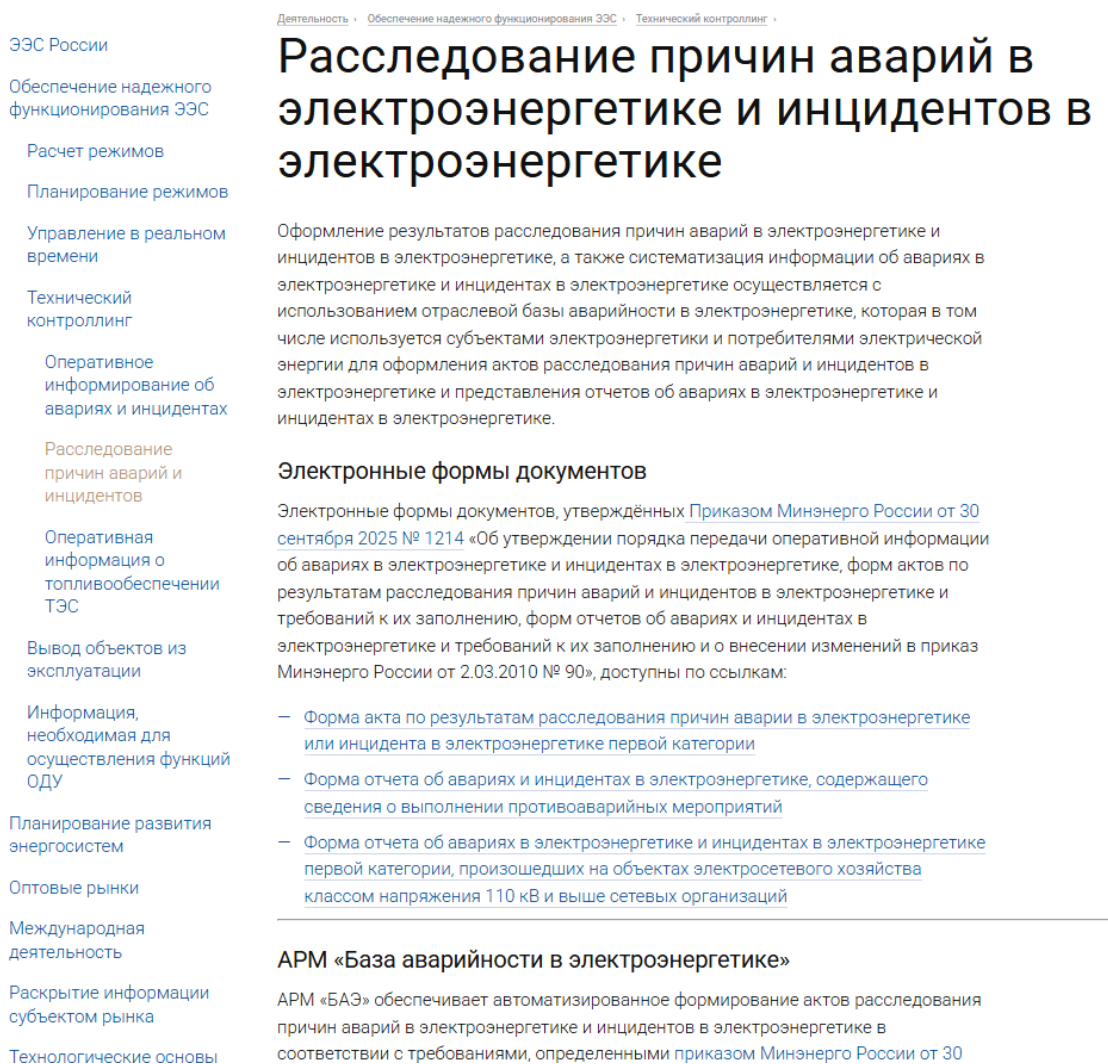 Деятельность › Обеспечение надежного функционирования ЭЭС › Технический контроллинг ›
ЭЭС России
Обеспечение надежного
функционирования ЭЭС
Расчет режимов
Планирование режимов
Управление в реальном
времени
Технический
контроллинг
Оперативное
информирование об
авариях и инцидентах
Расследование
причин аварий и
инцидентов
Оперативная
информация о
топливообеспечении
ТЭС
Вывод объектов из
эксплуатации
Информация,
необходимая для
осуществления функций
ОДУ
Планирование развития
энергосистем
Оптовые рынки
Международная
деятельность
Раскрытие информации
субъектом рынка
Технологические основы
Расследование причин аварий в
электроэнергетике и инцидентов в
электроэнергетике
Оформление результатов расследования причин аварий в электроэнергетике и
инцидентов в электроэнергетике, а также систематизация информации об авариях в
электроэнергетике и инцидентах в электроэнергетике осуществляется с
использованием отраслевой базы аварийности в электроэнергетике, которая в том
числе используется субъектами электроэнергетики и потребителями электрической
энергии для оформления актов расследования причин аварий и инцидентов в
электроэнергетике и представления отчетов об авариях в электроэнергетике и
инцидентах в электроэнергетике.
Электронные формы документов
Электронные формы документов, утверждённых Приказом Минэнерго России от 30
сентября 2025 № 1214 «Об утверждении порядка передачи оперативной информации
об авариях в электроэнергетике и инцидентах в электроэнергетике, форм актов по
результатам расследования причин аварий и инцидентов в электроэнергетике и
требований к их заполнению, форм отчетов об авариях и инцидентах в
электроэнергетике и требований к их заполнению и о внесении изменений в приказ
Минэнерго России от 2.03.2010 № 90», доступны по ссылкам:
— Форма акта по результатам расследования причин аварии в электроэнергетике
или инцидента в электроэнергетике первой категории
— Форма отчета об авариях и инцидентах в электроэнергетике, содержащего
сведения о выполнении противоаварийных мероприятий
— Форма отчета об авариях в электроэнергетике и инцидентах в электроэнергетике
первой категории, произошедших на объектах электросетевого хозяйства
классом напряжения 110 кВ и выше сетевых организаций
АРМ «База аварийности в электроэнергетике»
АРМ «БАЭ» обеспечивает автоматизированное формирование актов расследования
причин аварий в электроэнергетике и инцидентов в электроэнергетике в
соответствии с требованиями, определенными приказом Минэнерго России от 30